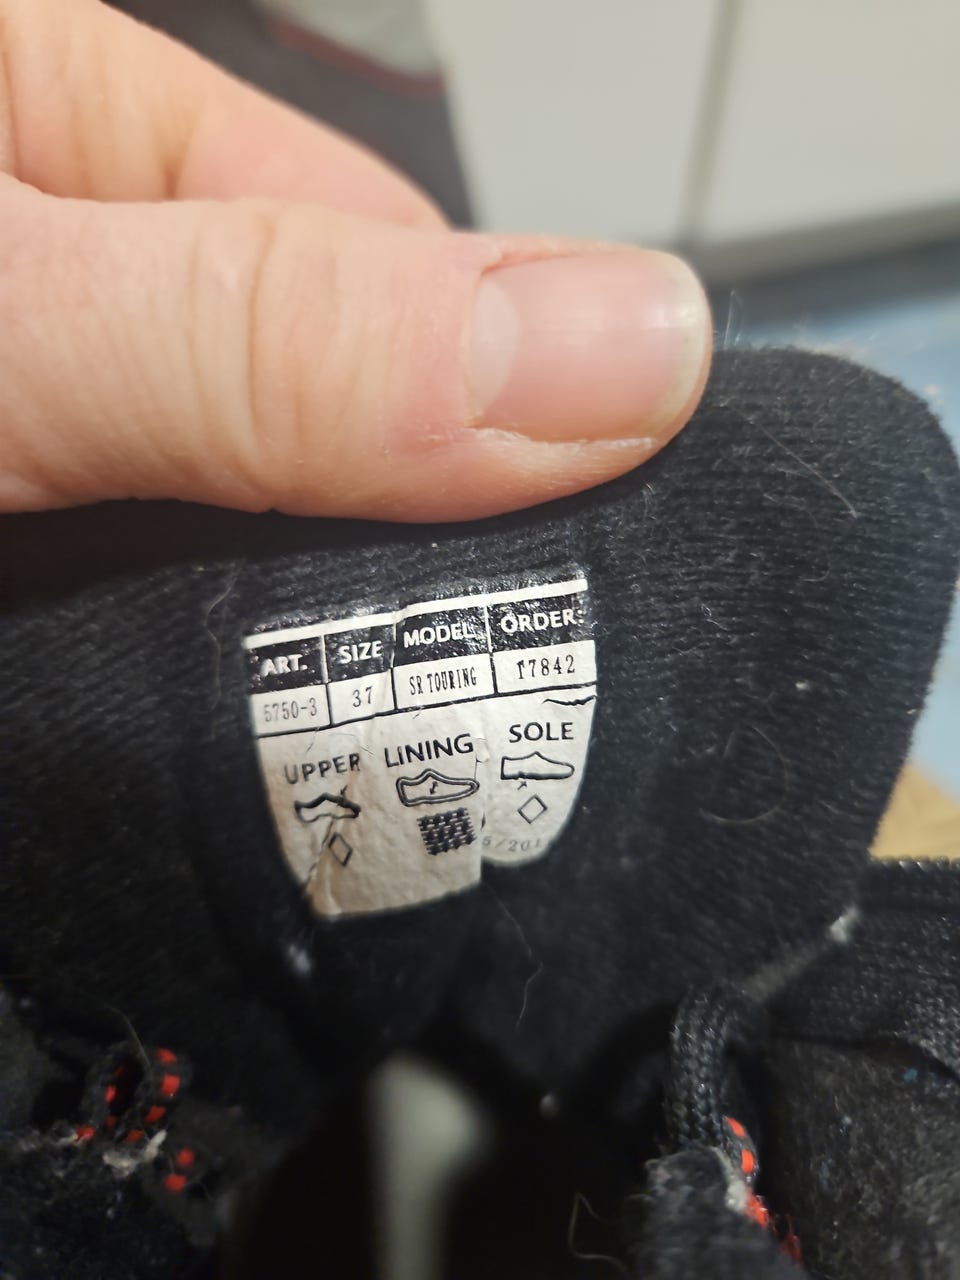 ART. SIZE MODEL ORDER:
5750-3 37 SR TOURING 17842
UPPER LINING SOLE